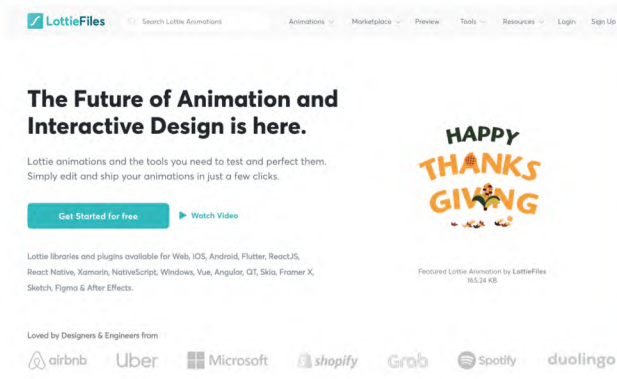 LottieFiles
Search Lottie Animations
Animations
Marketplace
Preview
Tools
Resources
Login
Sign Up
The Future of Animation and
Interactive Design is here.
Lottie animations and the tools you need to test and perfect them.
Simply edit and ship your animations in just a few clicks.
Get Started for free
Watch Video
HAPPY
THANKS
GIVING
Lottie libraries and plugins available for Web, iOS, Android, Flutter, ReactJS,
React Native, Xamarin, NativeScript, Windows, Vue, Angular, QT, Skia, Framer X,
Sketch, Figma & After Effects.
Featured Lottie Animation by LottieFiles
165.24 KB
Loved by Designers & Engineers from
airbnb
Uber
Microsoft
shopify
Grab
Spotify
duolingo